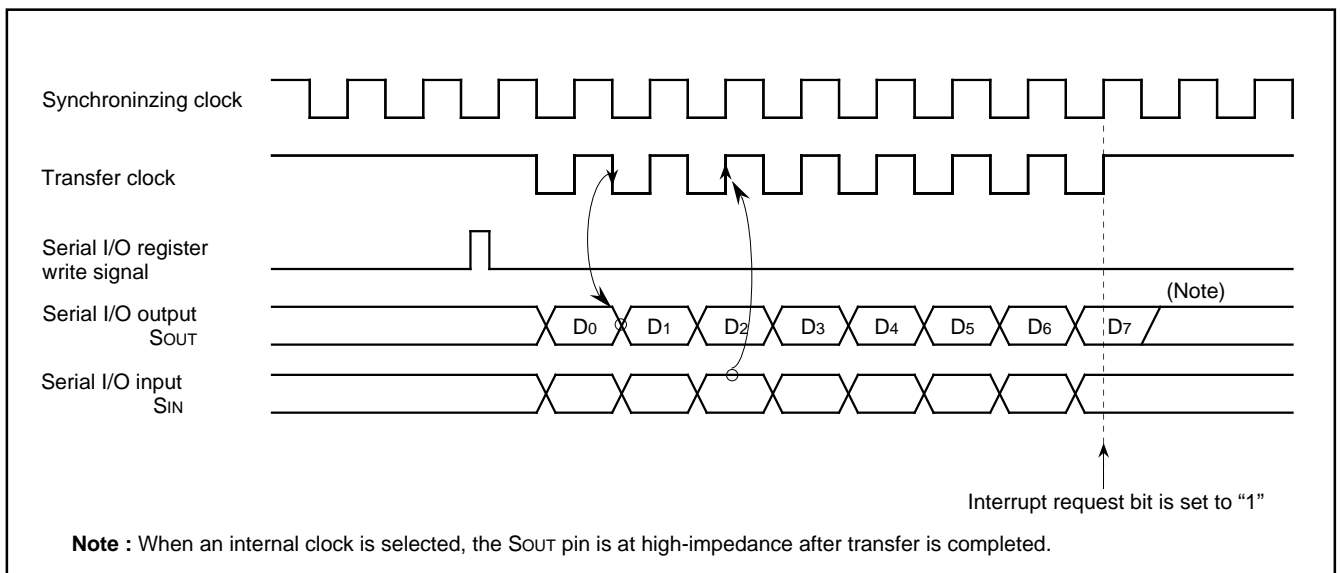 Synchroninzing clock
Transfer clock
Serial I/O register
write signal
(Note)
Serial I/O output
SOUT
D0 D1 D2 D3 D4 D5 D6 D7
Serial I/O input
SIN
Interrupt request bit is set to “1”
Note : When an internal clock is selected, the SOUT pin is at high-impedance after transfer is completed.